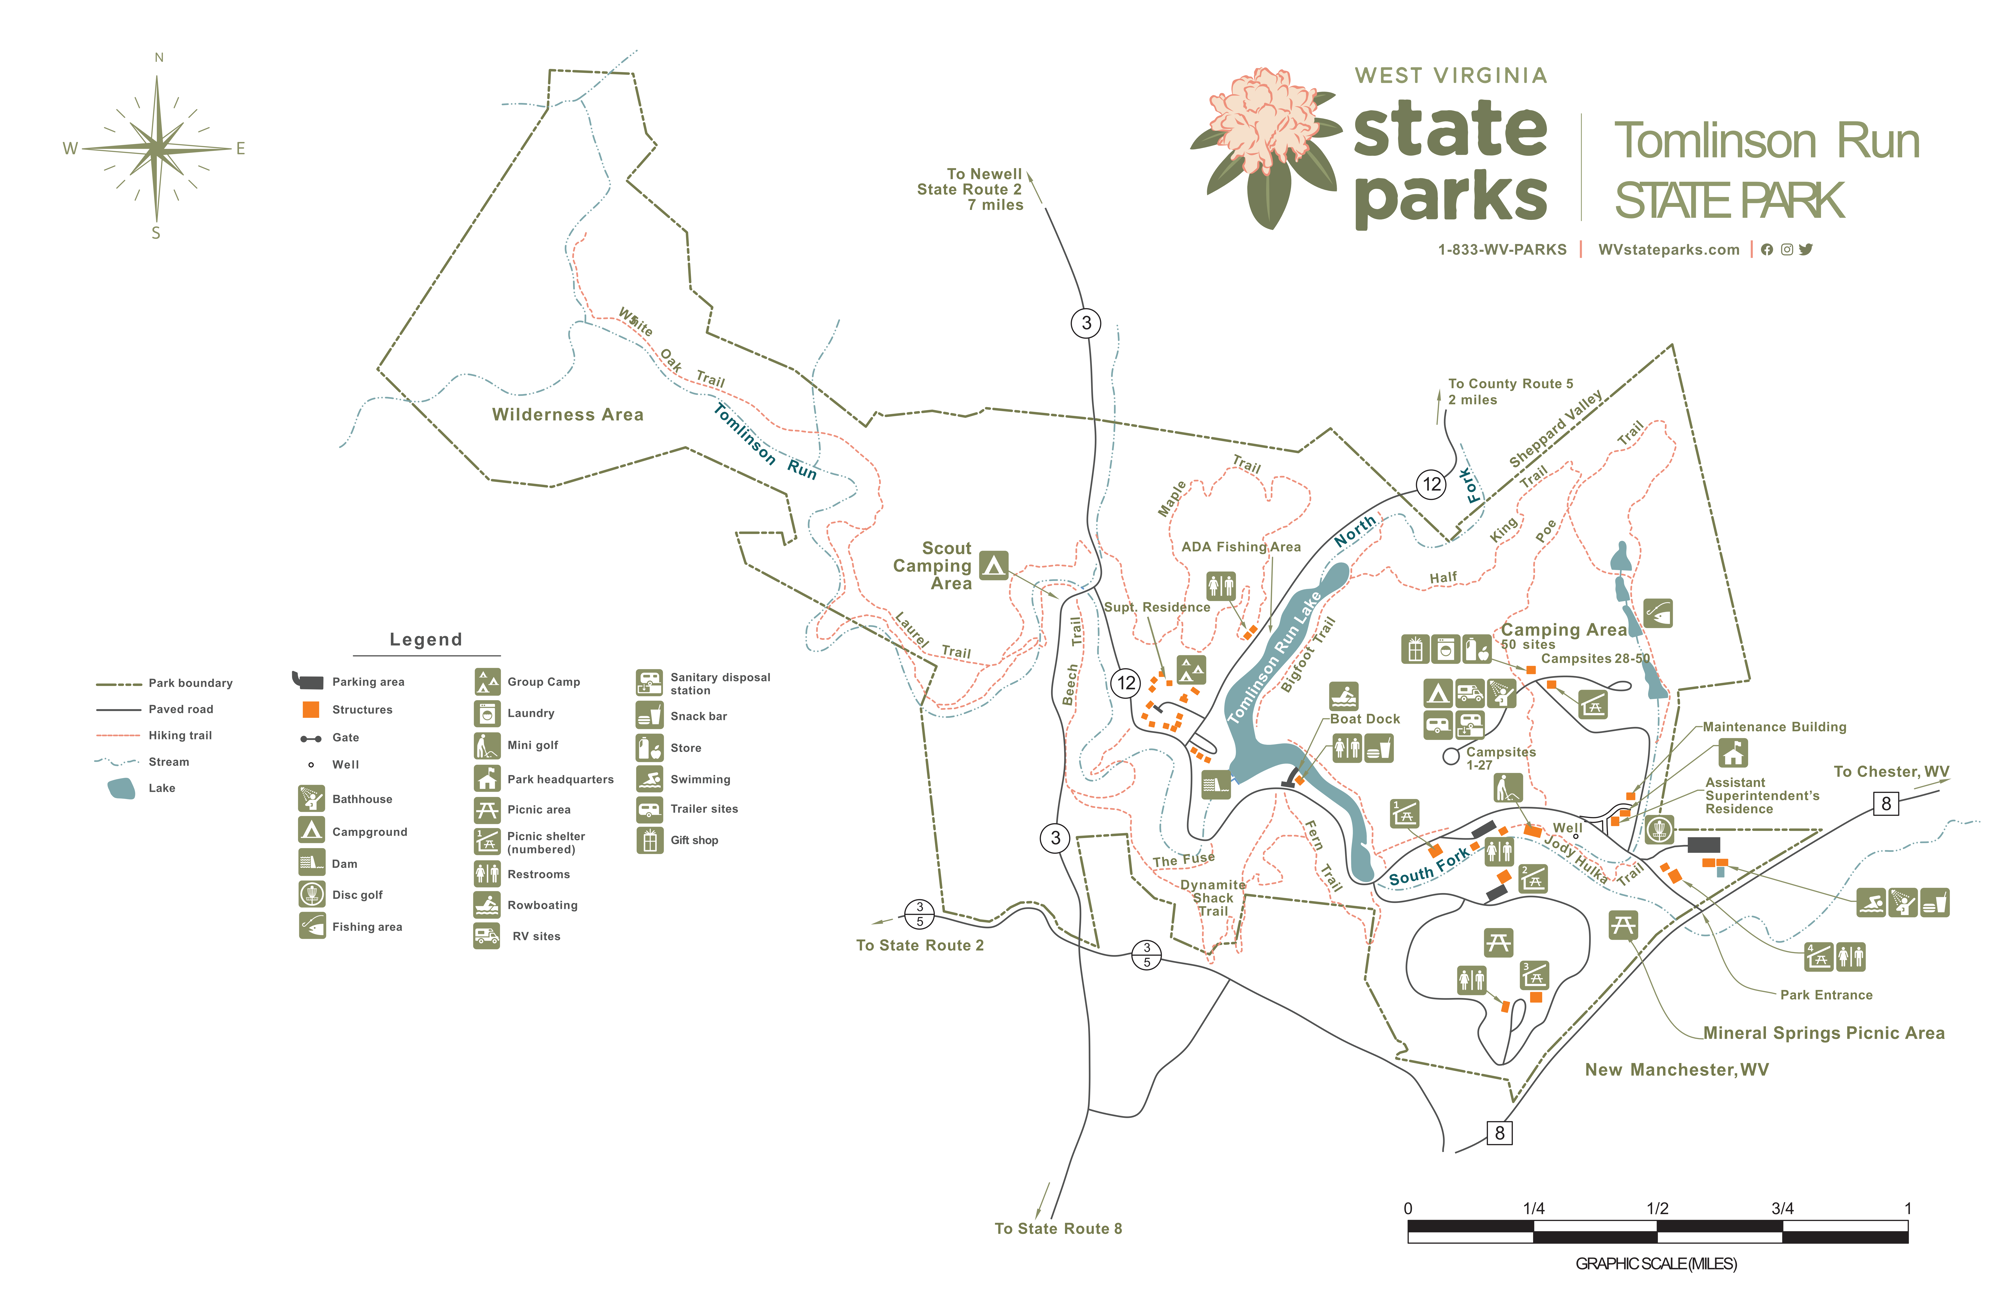 N
W
E
S
WEST VIRGINIA
state
parks
Tomlinson Run
STATE PARK
1-833-WV-PARKS | WVstateparks.com |
To Newell
State Route 2
7 miles
3
White
Oak
Trail
Wilderness Area
Tomlinson Run
To County Route 5
2 miles
Sheppard Valley
Trail
12
Fork
North
King
Trail
Poe
Half
Maple
Trail
ADA Fishing Area
Scout
Camping
Area
Supt. Residence
Laurel
Trail
Beech Trail
12
Tomlinson Run Lake
Bigfoot Trail
Camping Area
50 sites
Campsites 28-50
Boat Dock
Campsites
1-27
Maintenance Building
Assistant
Superintendent's
Residence
To Chester, WV
8
3
1
Well
Jody Hulka Trail
South Fork
2
The Fuse
Dynamite
Shack
Trail
Fern Trail
3
5
To State Route 2
3
5
3
4
Park Entrance
Mineral Springs Picnic Area
New Manchester, WV
8
To State Route 8
Legend
Park boundary
Paved road
Hiking trail
Stream
Lake
Parking area
Structures
Gate
Well
Bathhouse
Campground
Dam
Disc golf
Fishing area
Group Camp
Laundry
Mini golf
Park headquarters
Picnic area
1
Picnic shelter
(numbered)
Restrooms
Rowboating
RV sites
Sanitary disposal
station
Snack bar
Store
Swimming
Trailer sites
Gift shop
0 1/4 1/2 3/4 1
GRAPHIC SCALE (MILES)